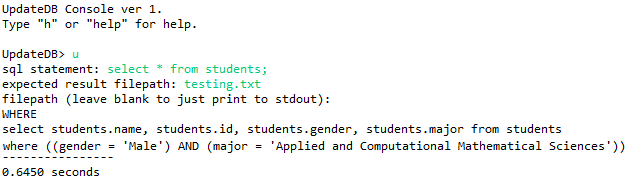 UpdateDB Console ver 1.
Type "h" or "help" for help.
UpdateDB> u
sql statement: select * from students;
expected result filepath: testing.txt
filepath (leave blank to just print to stdout):
WHERE
select students.name, students.id, students.gender, students.major from students
where ((gender = 'Male') AND (major = 'Applied and Computational Mathematical Sciences'))
----------------
0.6450 seconds